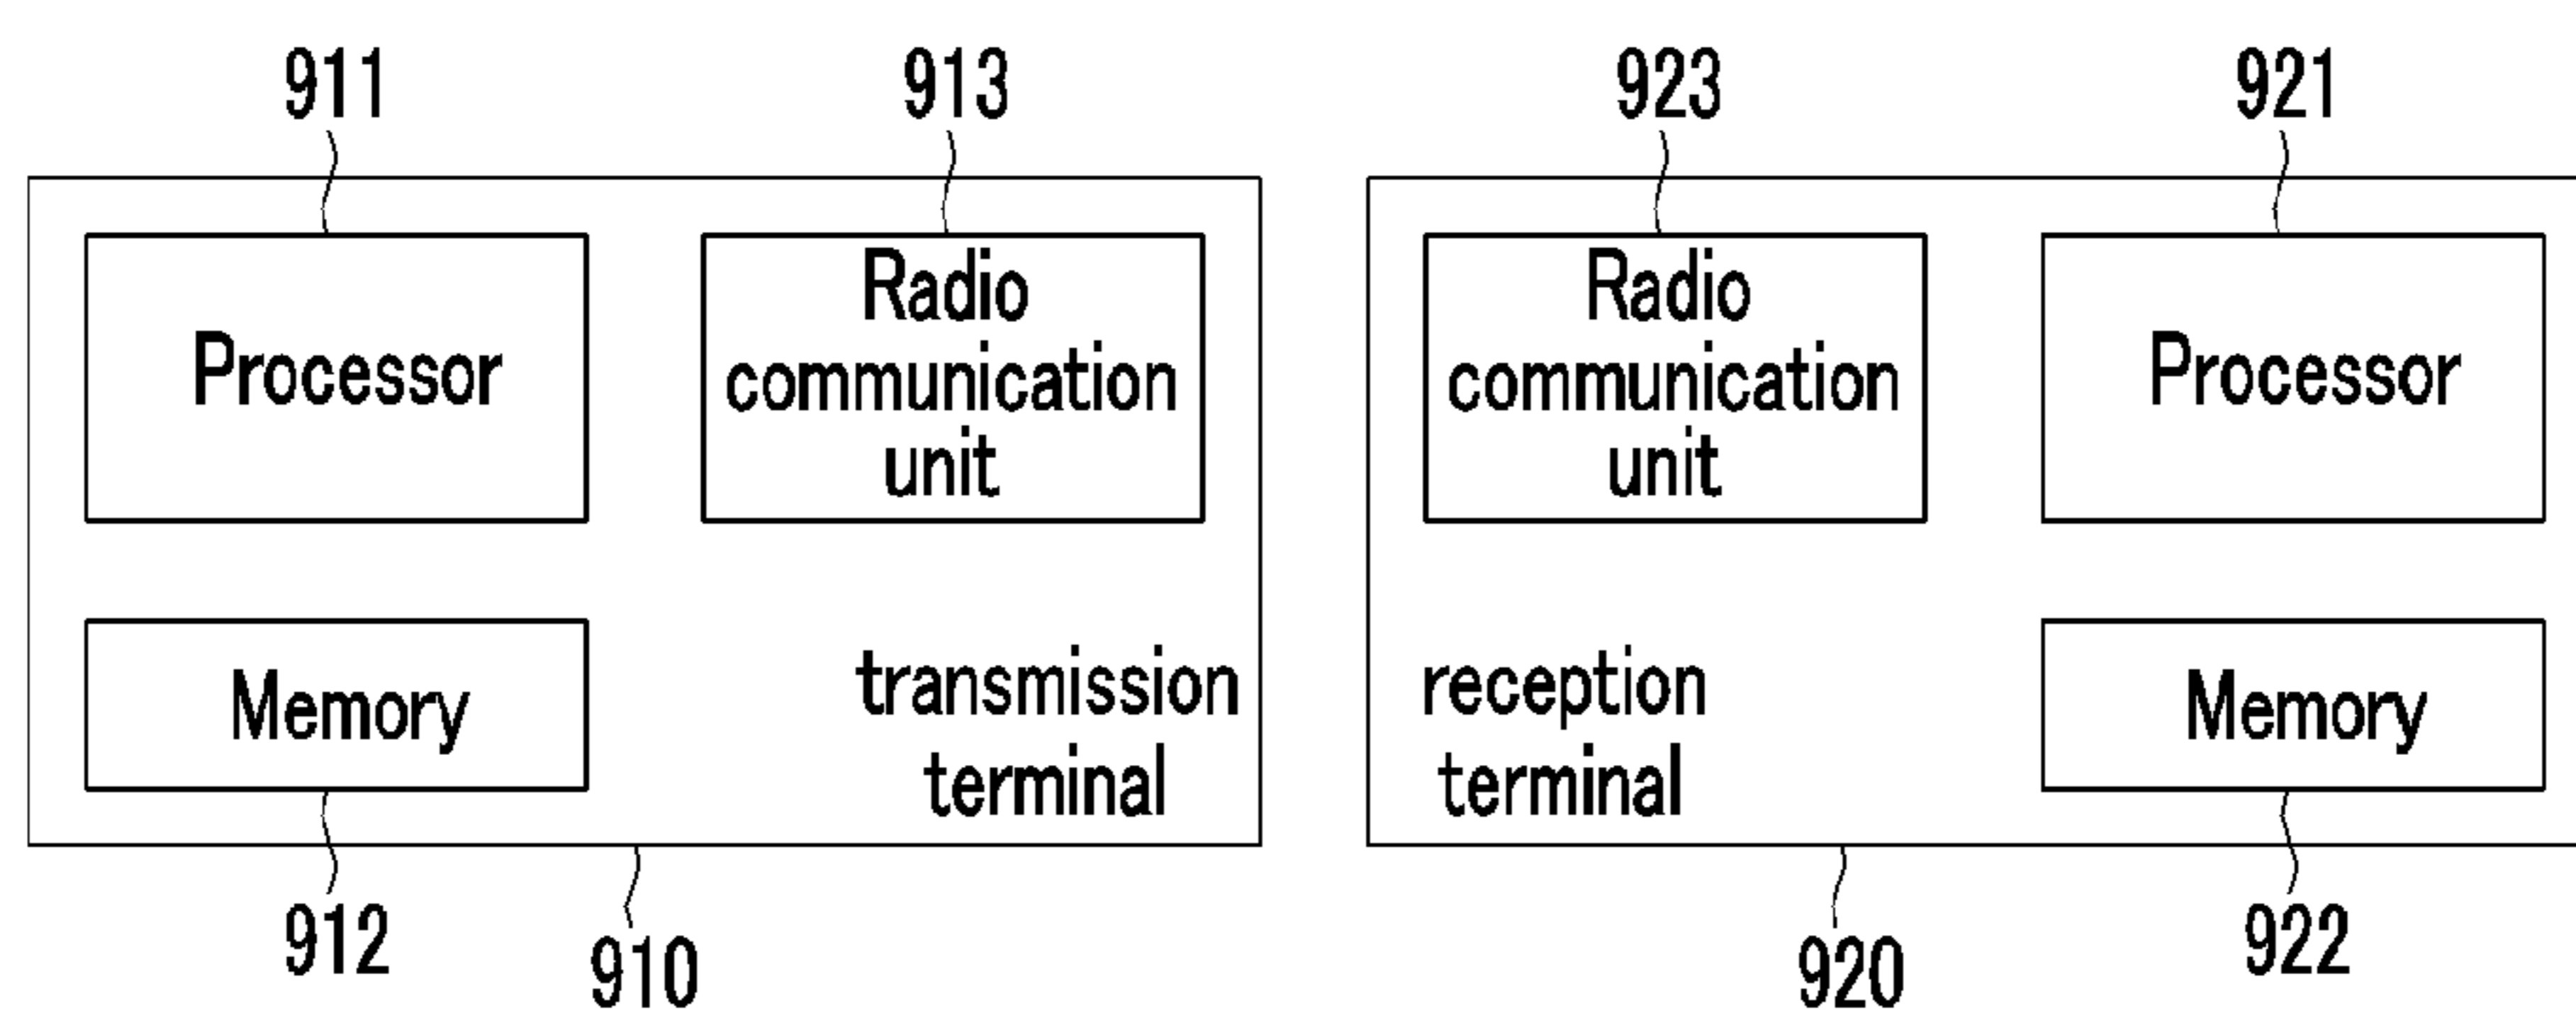 911
913
923
921
Processor
Radio
communication
unit
Radio
communication
unit
Processor
Memory
transmission
terminal
reception
terminal
Memory
912
910
920
922